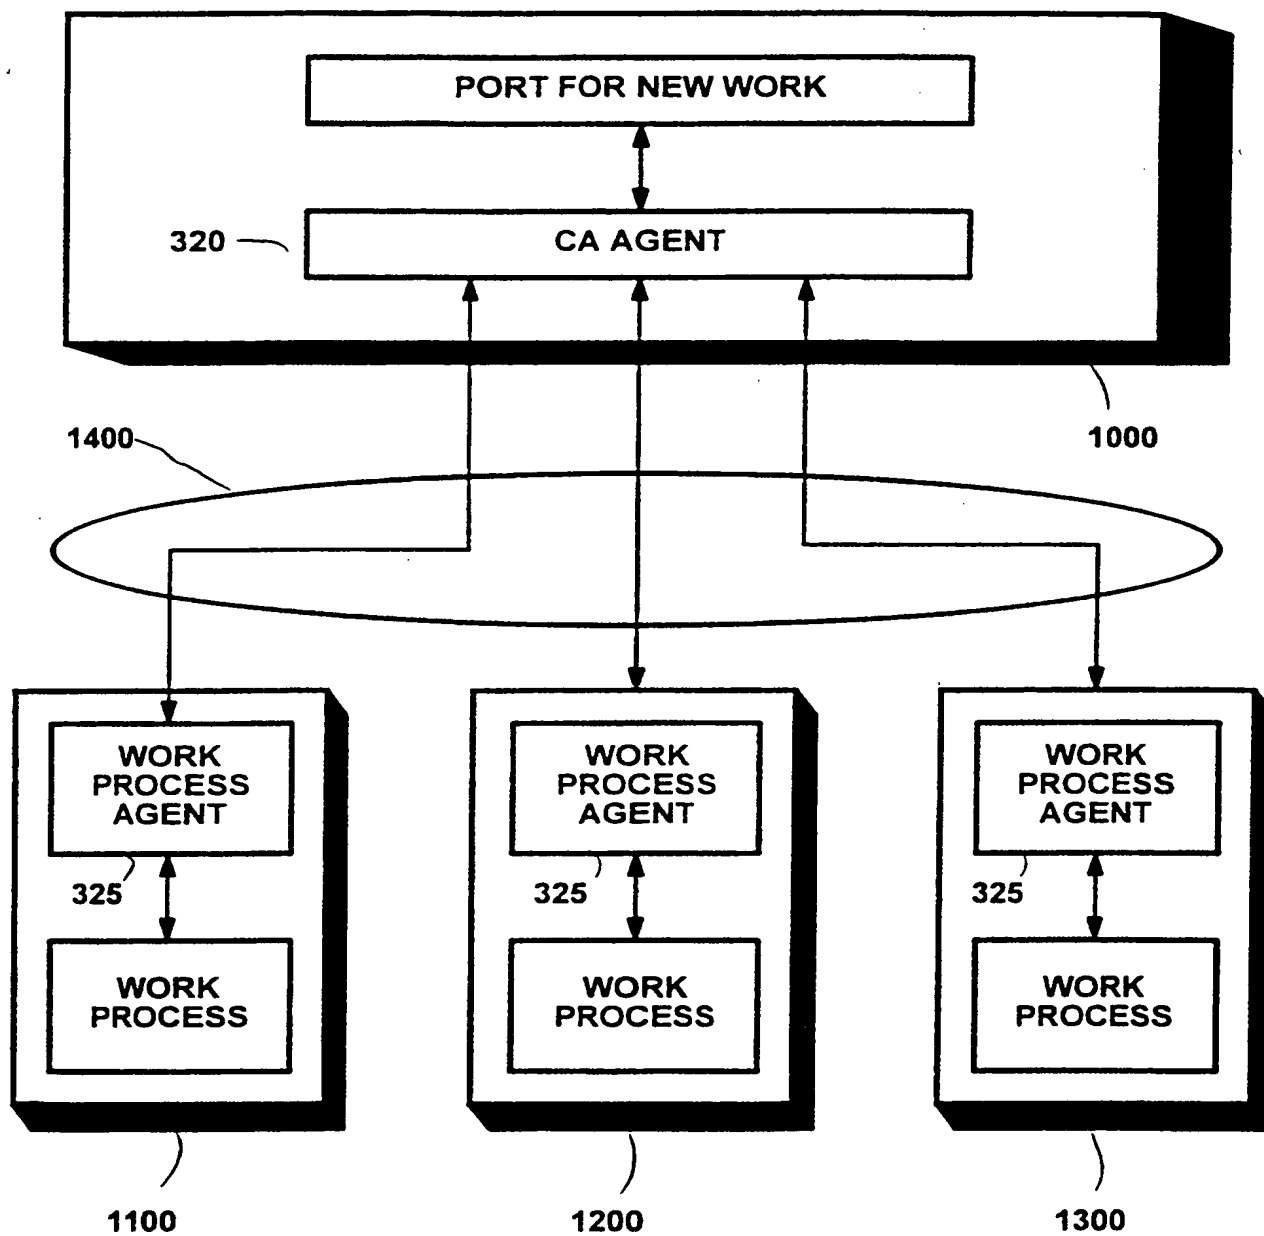 PORT FOR NEW WORK
320
CA AGENT
1400
1000
WORK
PROCESS
AGENT
325
WORK
PROCESS
WORK
PROCESS
AGENT
325
WORK
PROCESS
WORK
PROCESS
AGENT
325
WORK
PROCESS
1100
1200
1300